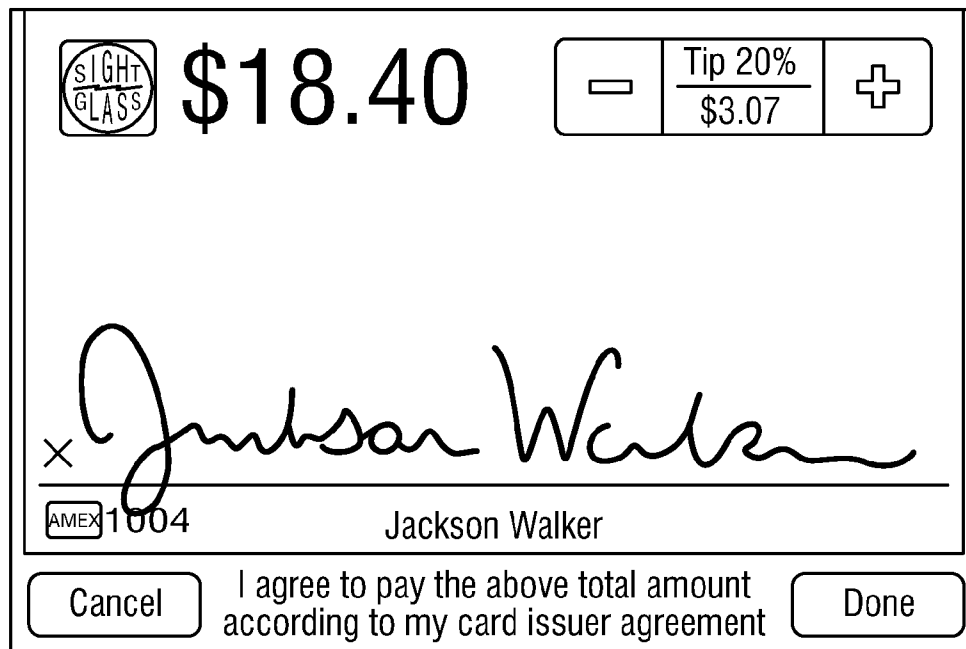 SIGHT
GLASS
$18.40
Tip 20%
$3.07
Jackson Walker
×
AMEX 1004
Jackson Walker
Cancel
I agree to pay the above total amount
according to my card issuer agreement
Done